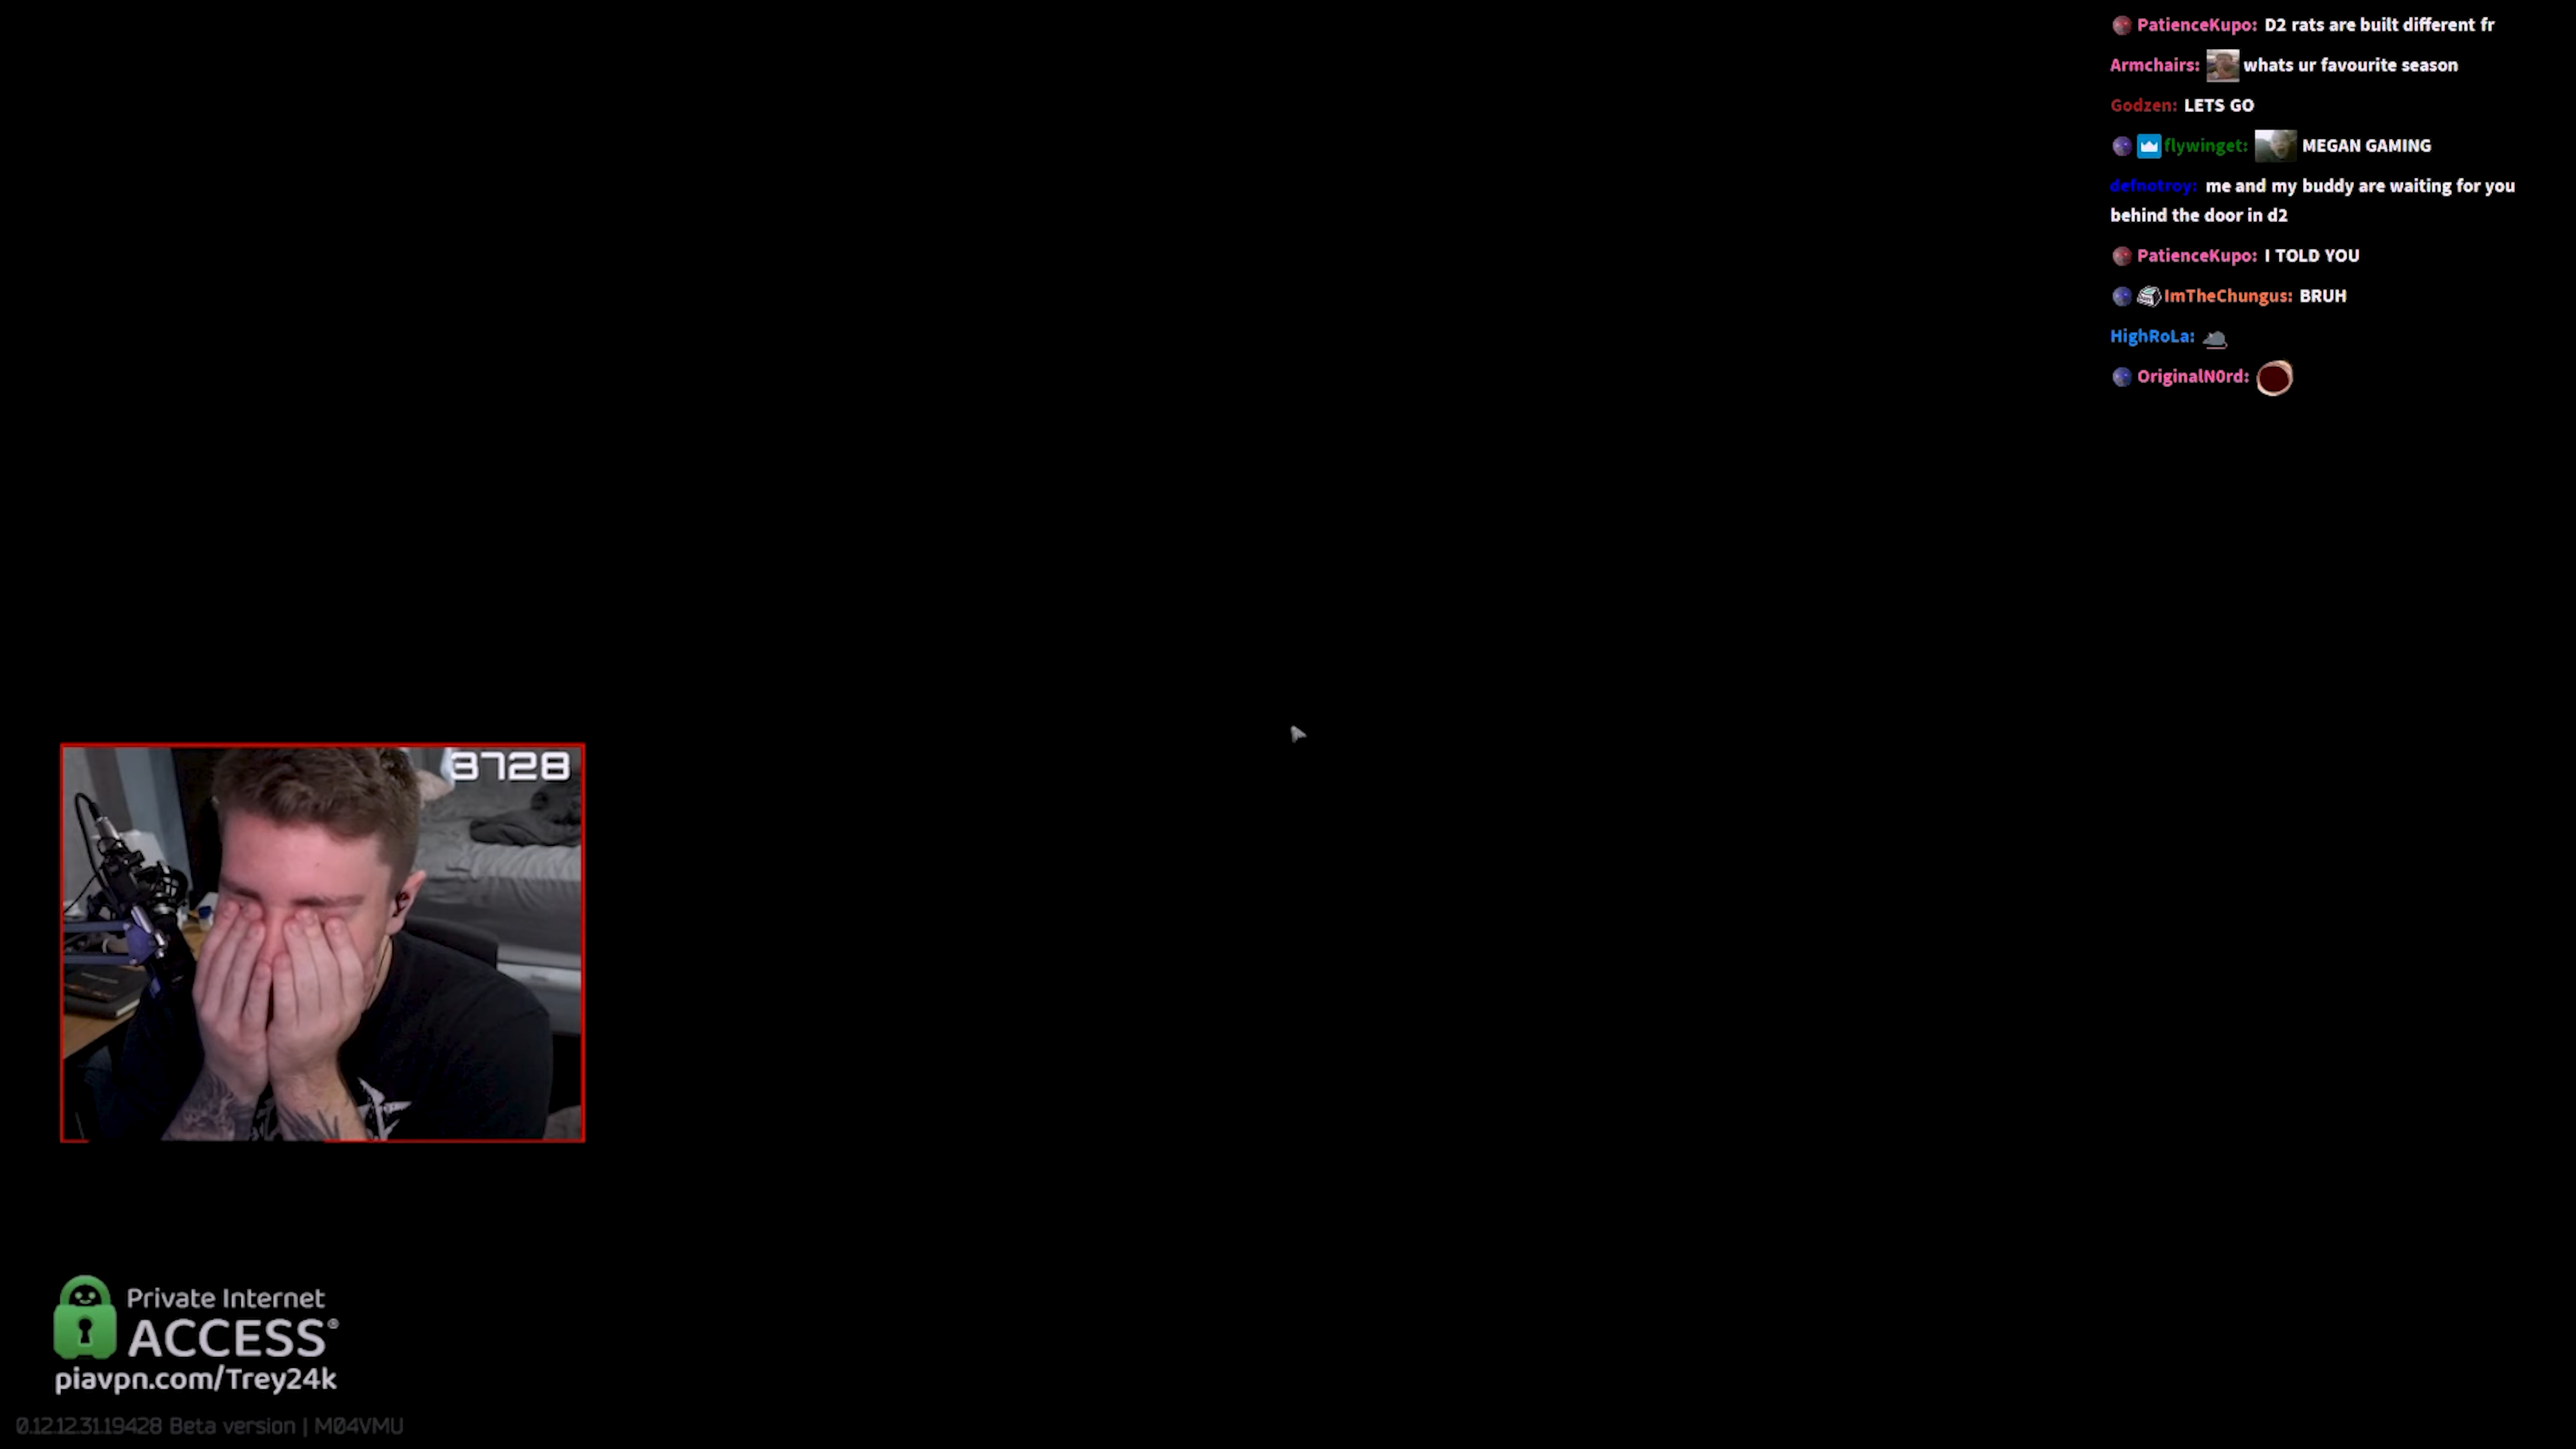 PatienceKupo: D2 rats are built different fr
Armchairs: whats ur favourite season
Godzen: LETS GO
flywinget: MEGAN GAMING
defnotroy: me and my buddy are waiting for you
behind the door in d2
PatienceKupo: I TOLD YOU
ImTheChungus: BRUH
HighRoLa:
OriginalN0rd:
3728
Private Internet
ACCESS®
piavpn.com/Trey24k
0.12.12.31.19428 Beta version | M04VMU